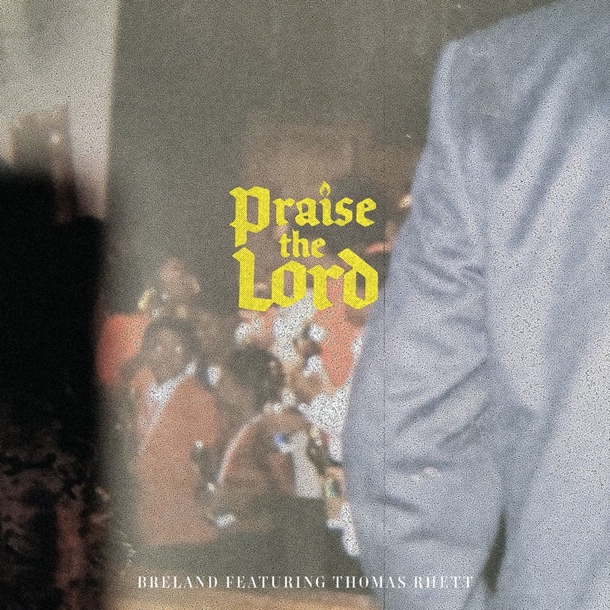 Praise
the
Lord
BRELAND FEATURING THOMAS RHETT